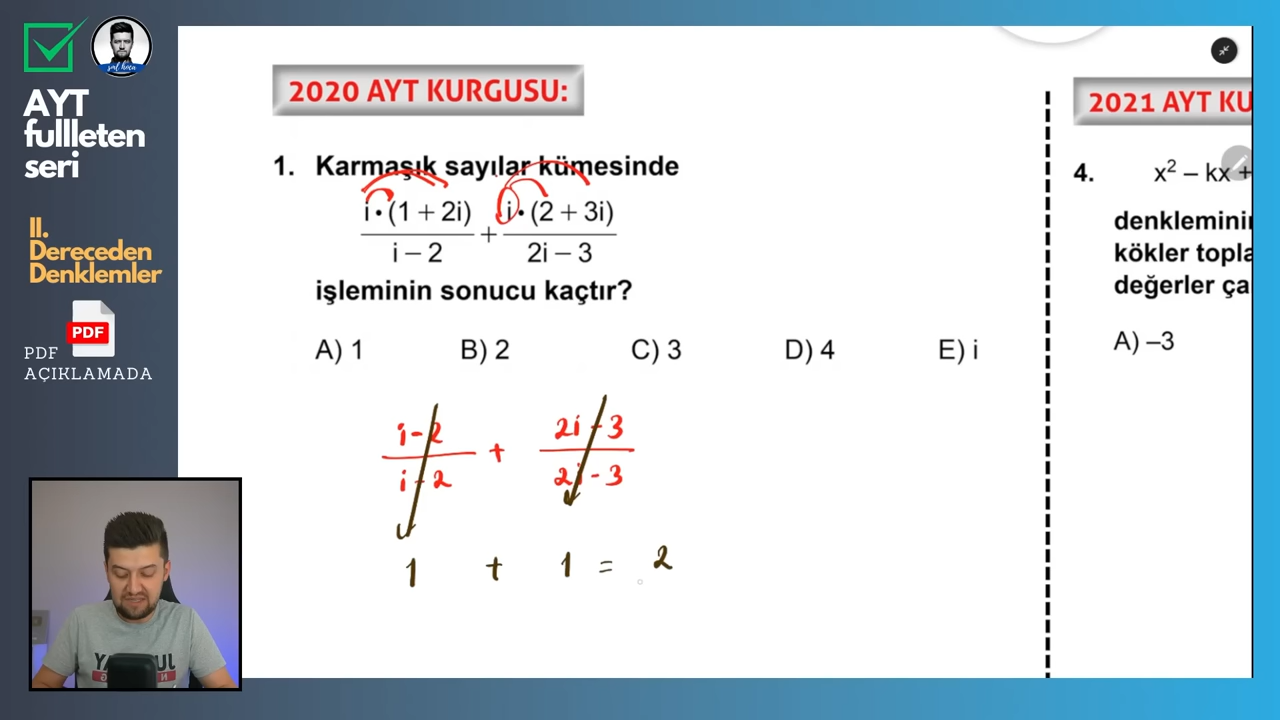 AYT
fullleten
seri
II.
Dereceden
Denklemler
PDF
PDF
AÇIKLAMADA
2020 AYT KURGUSU:
1. Karmaşık sayılar kümesinde
i·(1 + 2i) / i – 2 + i·(2 + 3i) / 2i – 3
işleminin sonucu kaçtır?
A) 1 B) 2 C) 3 D) 4 E) i
i-2 / i-2 + 2i-3 / 2i-3
1 + 1 = 2
2021 AYT KU
4. x² – kx +
denklemini
kökler topla
değerler ça
A) –3